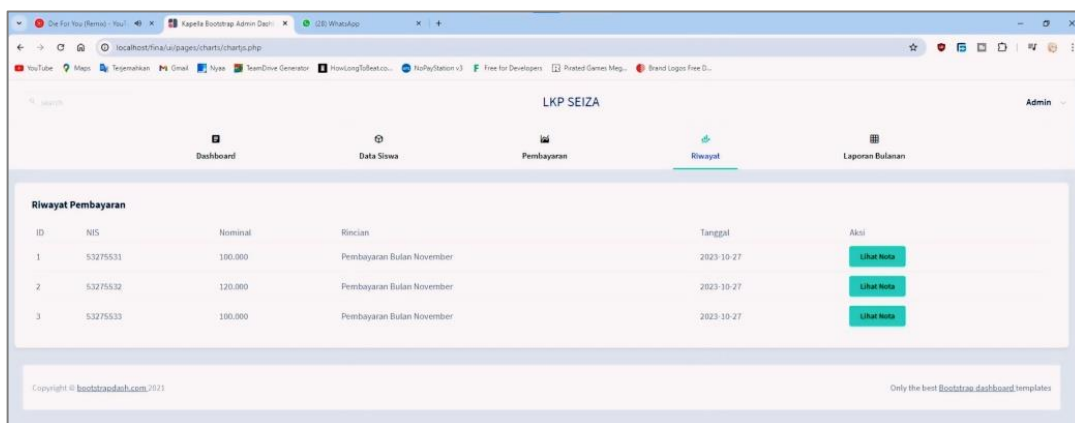 Die For You (Remix) - YouT
Kapella Bootstrap Admin Dash
(28) WhatsApp
localhost/fina/ui/pages/charts/chartjs.php
YouTube Maps Terjemahkan Gmail Nyaa TeamDrive Generator HowLongToBeat.co... NoPayStation v3 Free for Developers Pirated Games Meg... Brand Logos Free D...
search LKP SEIZA Admin
Dashboard Data Siswa Pembayaran Riwayat Laporan Bulanan
Riwayat Pembayaran
ID NIS Nominal Rincian Tanggal Aksi
1 53275531 100.000 Pembayaran Bulan November 2023-10-27 Lihat Nota
2 53275532 120.000 Pembayaran Bulan November 2023-10-27 Lihat Nota
3 53275533 100.000 Pembayaran Bulan November 2023-10-27 Lihat Nota
Copyright © bootstrapdash.com 2021 Only the best Bootstrap dashboard templates